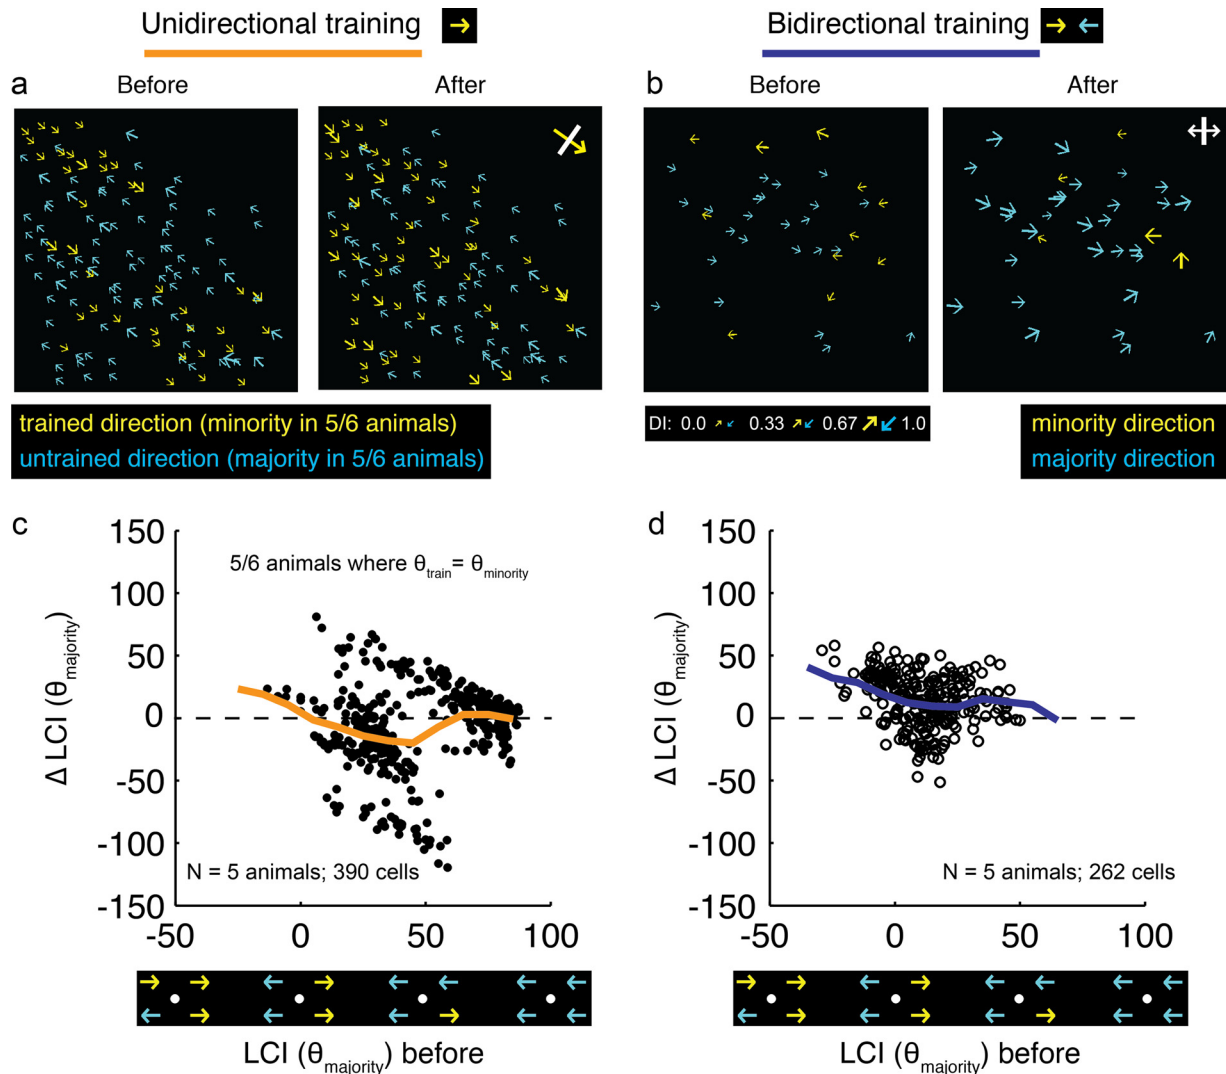 Unidirectional training
Bidirectional training
a
Before
After
b
Before
After
trained direction (minority in 5/6 animals)
untrained direction (majority in 5/6 animals)
DI: 0.0 0.33 0.67 1.0
minority direction
majority direction
c
150
100
50
0
-50
-100
-150
Δ LCI (θmajority)
5/6 animals where θtrain= θminority
N = 5 animals; 390 cells
-50 0 50 100
LCI (θmajority) before
d
150
100
50
0
-50
-100
-150
Δ LCI (θmajority)
N = 5 animals; 262 cells
-50 0 50 100
LCI (θmajority) before